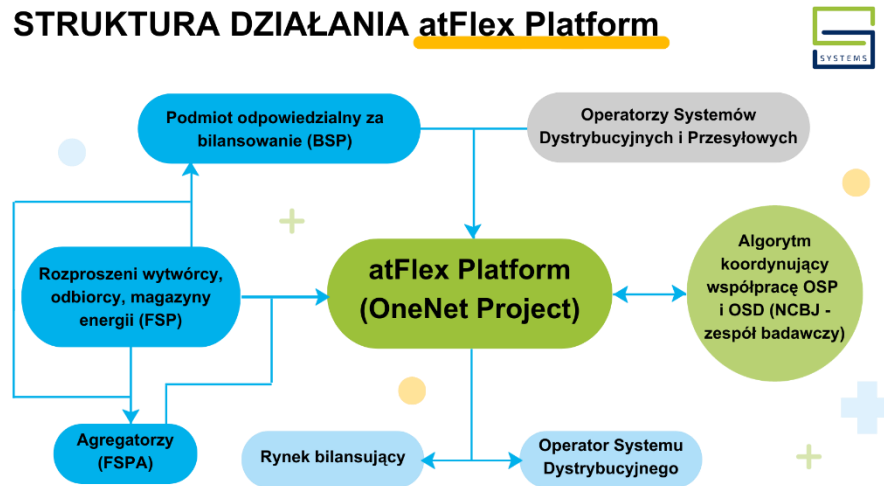 STRUKTURA DZIAŁANIA atFlex Platform
SYSTEMS
Podmiot odpowiedzialny za
bilansowanie (BSP)
Operatorzy Systemów
Dystrybucyjnych i Przesyłowych
Rozproszeni wytwórcy,
odbiorcy, magazyny
energii (FSP)
atFlex Platform
(OneNet Project)
Algorytm
koordynujący
współpracę OSP
i OSD (NCBJ -
zespół badawczy)
Agregatorzy
(FSPA)
Rynek bilansujący
Operator Systemu
Dystrybucyjnego